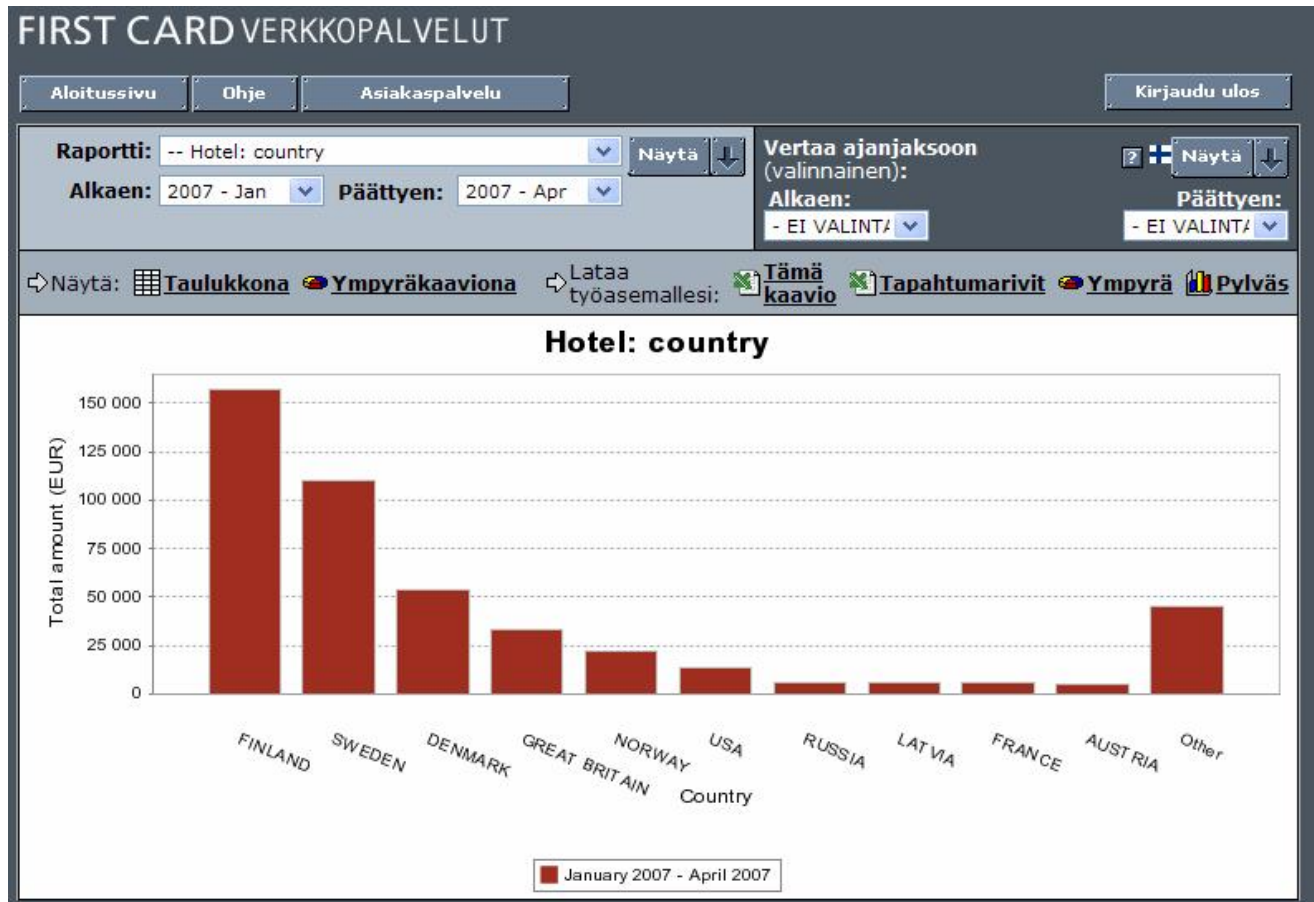 FIRST CARD VERKKOPALVELUT
Aloitussivu Ohje Asiakaspalvelu Kirjaudu ulos
Raportti: -- Hotel: country Näytä
Alkaen: 2007 - Jan Päättyen: 2007 - Apr
Vertaa ajanjaksoon
(valinnainen):
? Näytä
Alkaen: Päättyen:
- EI VALINTA - EI VALINTA
Näytä: Taulukkona Ympyräkaaviona Lataa
työasemallesi: Tämä
kaavio Tapahtumarivit Ympyrä Pylväs
Hotel: country
Total amount (EUR)
150 000
125 000
100 000
75 000
50 000
25 000
0
FINLAND SWEDEN DENMARK GREAT BRITAIN NORWAY USA RUSSIA LATVIA FRANCE AUSTRIA Other
Country
January 2007 - April 2007